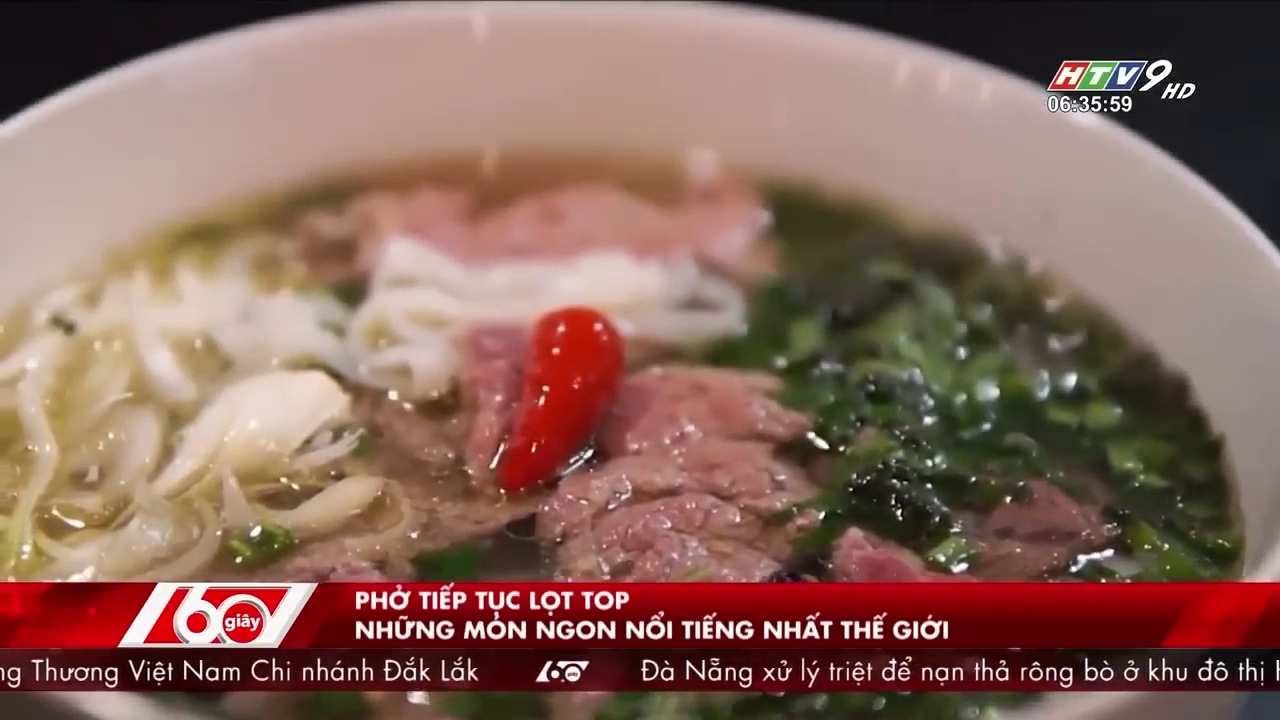 HTV9 HD
06:35:59
60 giây
PHỞ TIẾP TỤC LỌT TOP
NHỮNG MÓN NGON NỔI TIẾNG NHẤT THẾ GIỚI
ng Thương Việt Nam Chi nhánh Đắk Lắk
60 giây
Đà Nẵng xử lý triệt để nạn thả rông bò ở khu đô thị